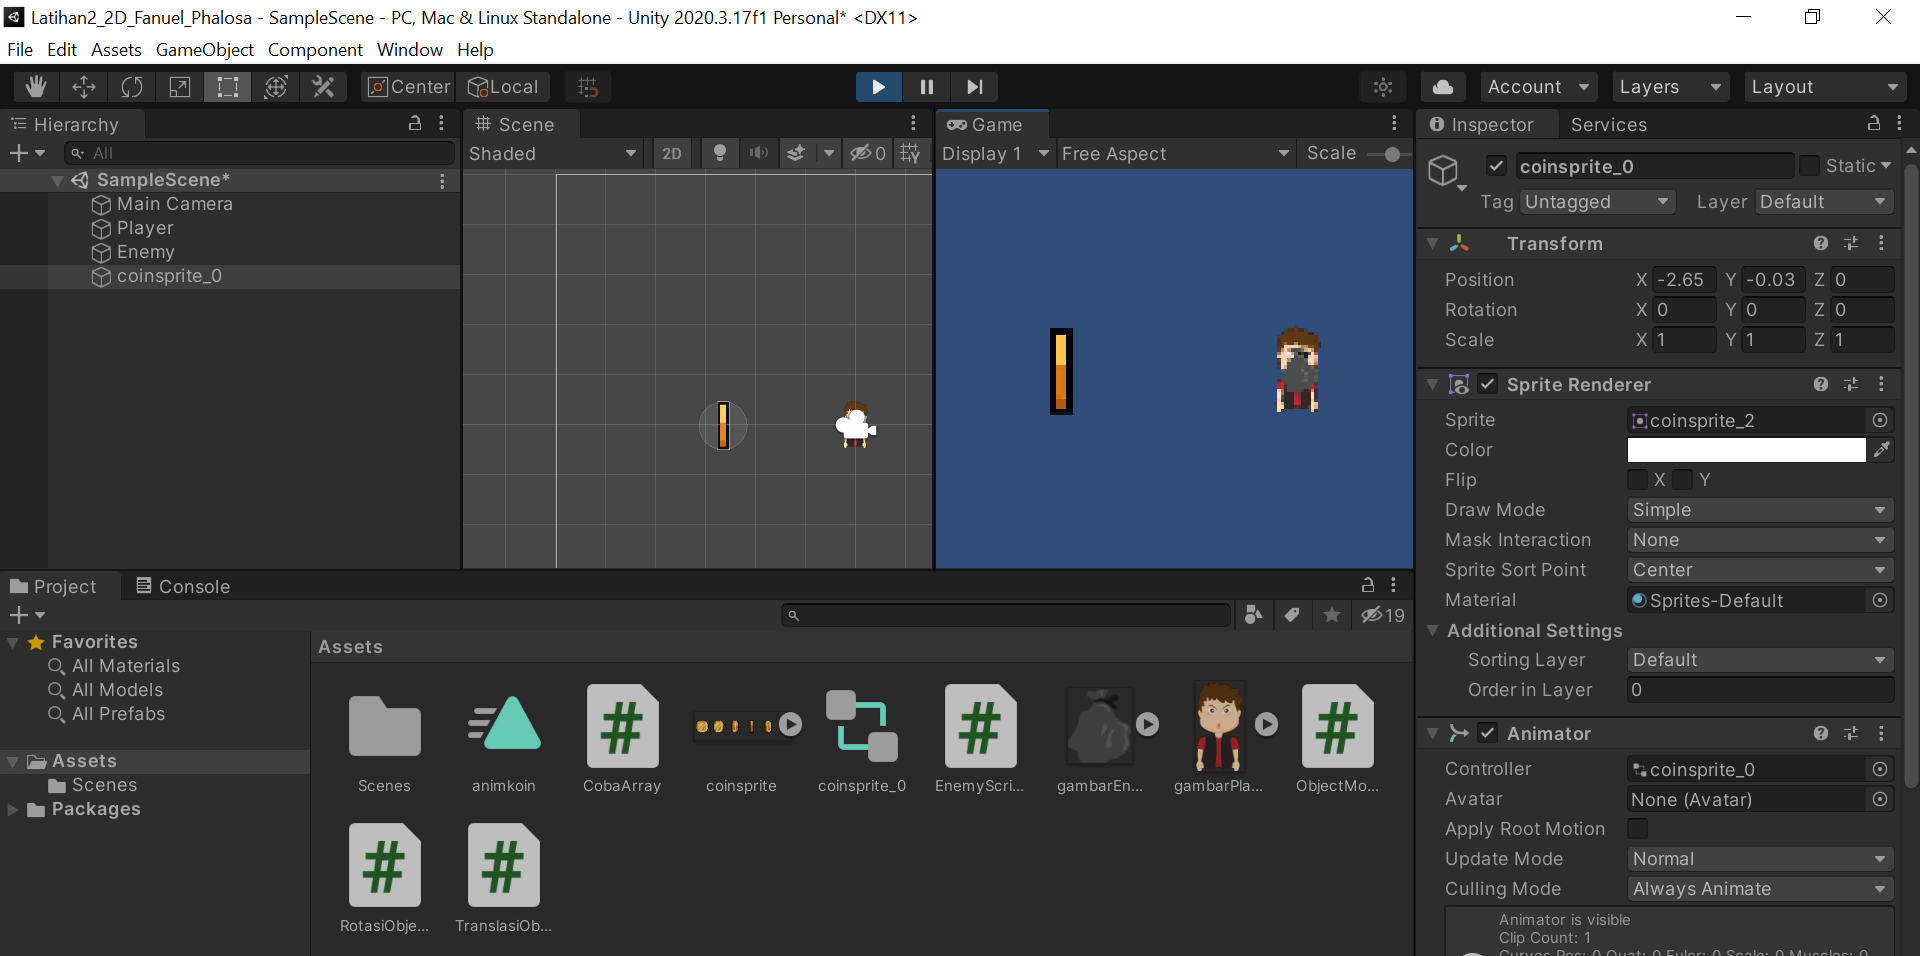 Latihan2_2D_Fanuel_Phalosa - SampleScene - PC, Mac & Linux Standalone - Unity 2020.3.17f1 Personal* <DX11>
File Edit Assets GameObject Component Window Help
Center Local Account Layers Layout
Hierarchy
All
SampleScene*
Main Camera
Player
Enemy
coinsprite_0
Scene
Shaded 2D 0
Game
Display 1 Free Aspect Scale
Inspector Services
coinsprite_0 Static
Tag Untagged Layer Default
Transform
Position X -2.65 Y -0.03 Z 0
Rotation X 0 Y 0 Z 0
Scale X 1 Y 1 Z 1
Sprite Renderer
Sprite coinsprite_2
Color
Flip X Y
Draw Mode Simple
Mask Interaction None
Sprite Sort Point Center
Material Sprites-Default
Additional Settings
Sorting Layer Default
Order in Layer 0
Animator
Controller coinsprite_0
Avatar None (Avatar)
Apply Root Motion
Update Mode Normal
Culling Mode Always Animate
Animator is visible
Clip Count: 1
Project Console
19
Favorites
All Materials
All Models
All Prefabs
Assets
Scenes
Packages
Assets
Scenes animkoin CobaArray coinsprite coinsprite_0 EnemyScri... gambarEn... gambarPla... ObjectMo...
RotasiObje... TranslasiOb...